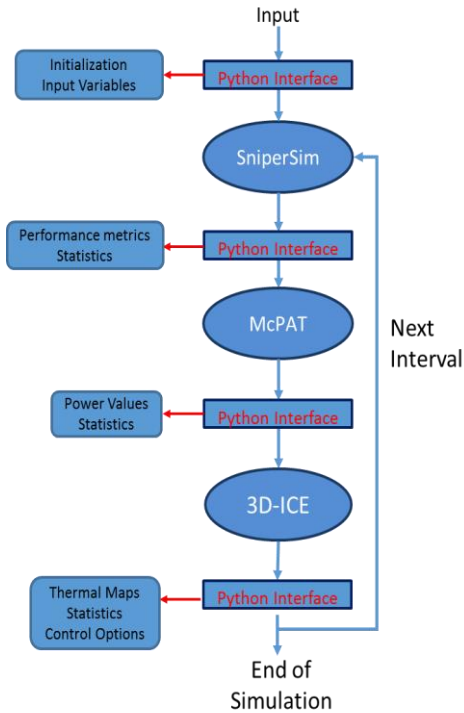 Input
Initialization
Input Variables
Python Interface
SniperSim
Performance metrics
Statistics
Python Interface
McPAT
Next
Interval
Power Values
Statistics
Python Interface
3D-ICE
Thermal Maps
Statistics
Control Options
Python Interface
End of
Simulation